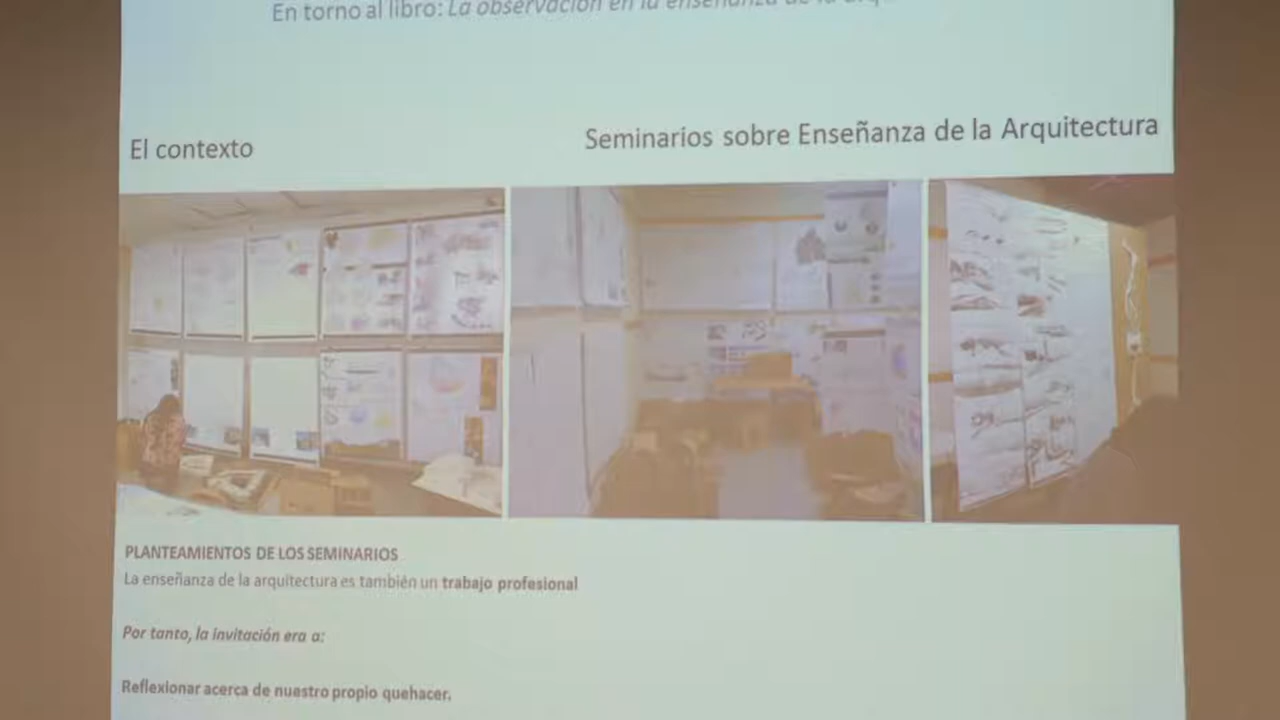 En torno al libro: La observación en la enseñanza de la
El contexto
Seminarios sobre Enseñanza de la Arquitectura
PLANTEAMIENTOS DE LOS SEMINARIOS
La enseñanza de la arquitectura es también un trabajo profesional
Por tanto, la invitación era a:
Reflexionar acerca de nuestro propio quehacer.